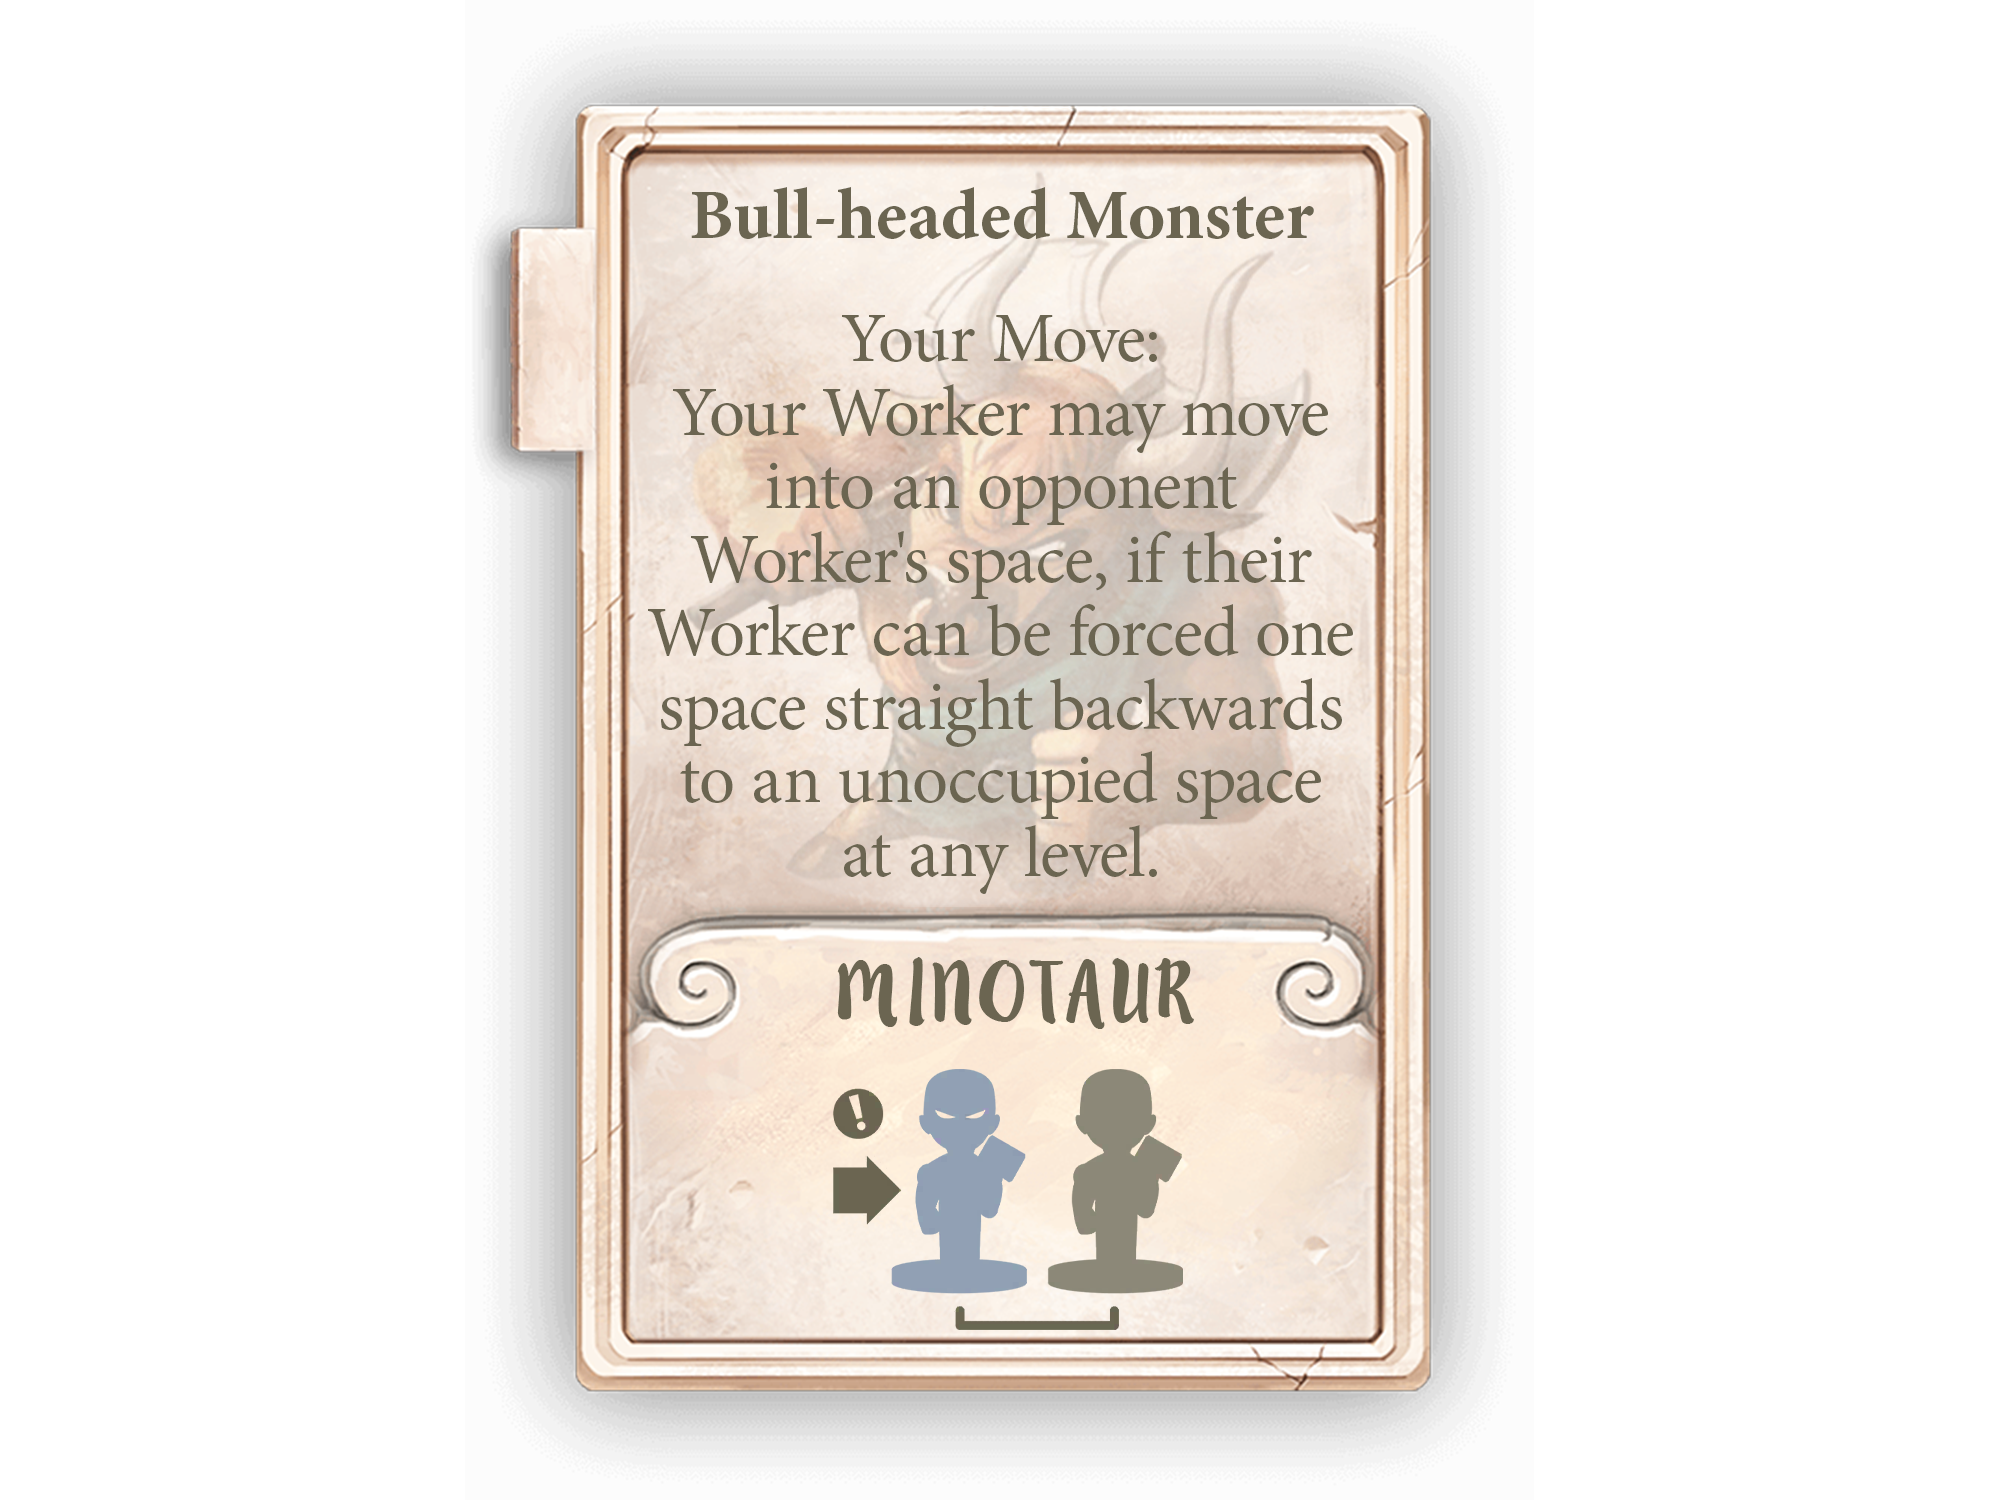 Bull-headed Monster
Your Move:
Your Worker may move
into an opponent
Worker's space, if their
Worker can be forced one
space straight backwards
to an unoccupied space
at any level.
MINOTAUR
!